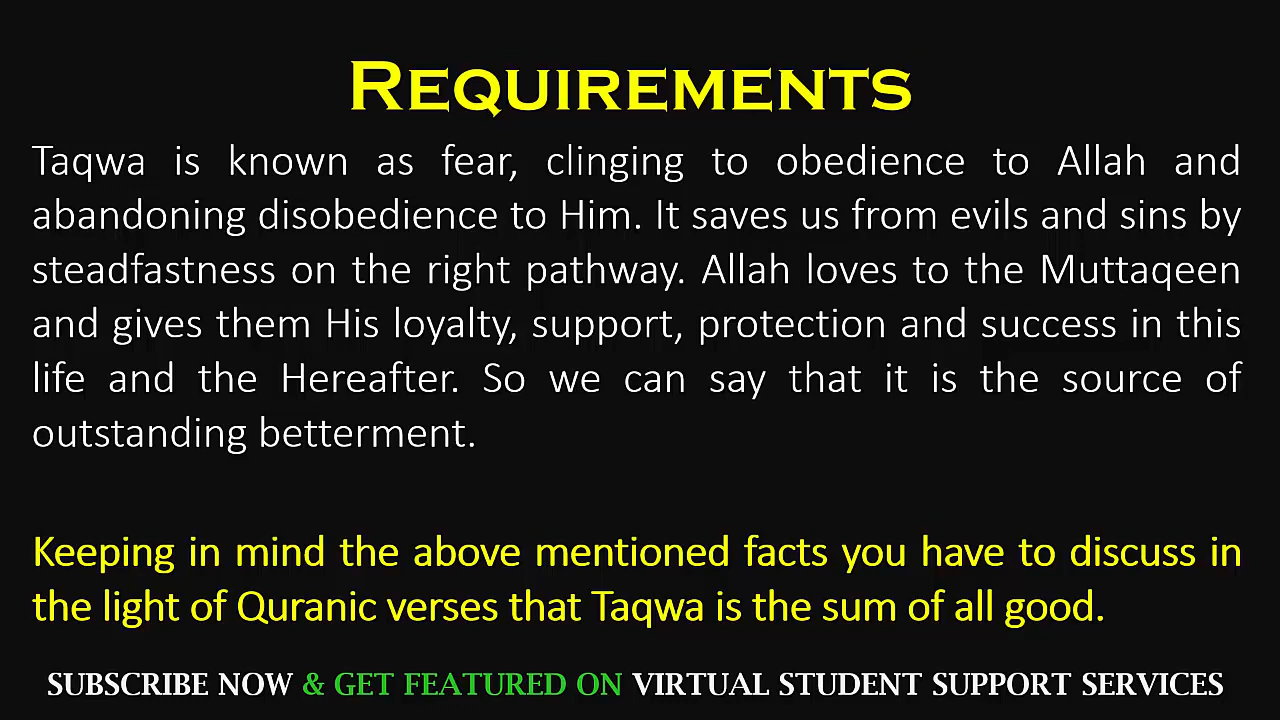 REQUIREMENTS
Taqwa is known as fear, clinging to obedience to Allah and
abandoning disobedience to Him. It saves us from evils and sins by
steadfastness on the right pathway. Allah loves to the Muttaqeen
and gives them His loyalty, support, protection and success in this
life and the Hereafter. So we can say that it is the source of
outstanding betterment.
Keeping in mind the above mentioned facts you have to discuss in
the light of Quranic verses that Taqwa is the sum of all good.
SUBSCRIBE NOW & GET FEATURED ON VIRTUAL STUDENT SUPPORT SERVICES